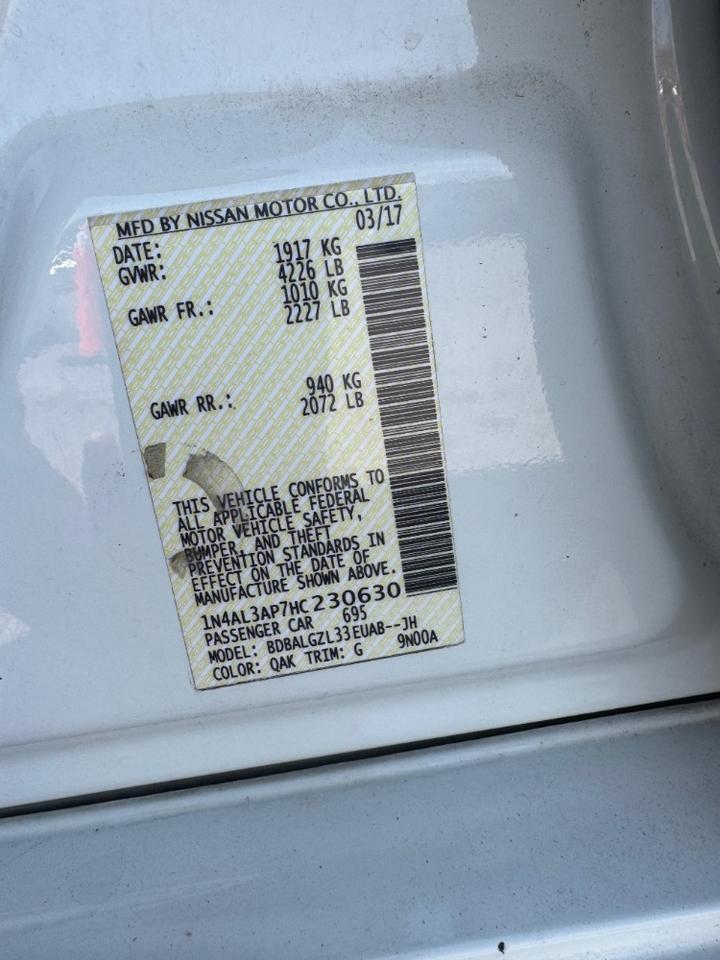 MFD BY NISSAN MOTOR CO., LTD.
DATE: 03/17
GVWR: 1917 KG
4226 LB
GAWR FR.: 1010 KG
2227 LB
GAWR RR.: 940 KG
2072 LB
THIS VEHICLE CONFORMS TO
ALL APPLICABLE FEDERAL
MOTOR VEHICLE SAFETY,
BUMPER, AND THEFT
PREVENTION STANDARDS IN
EFFECT ON THE DATE OF
MANUFACTURE SHOWN ABOVE.
1N4AL3AP7HC230630
PASSENGER CAR 695
MODEL: BDBALGZL33EUAB--JH
COLOR: QAK TRIM: G 9N00A